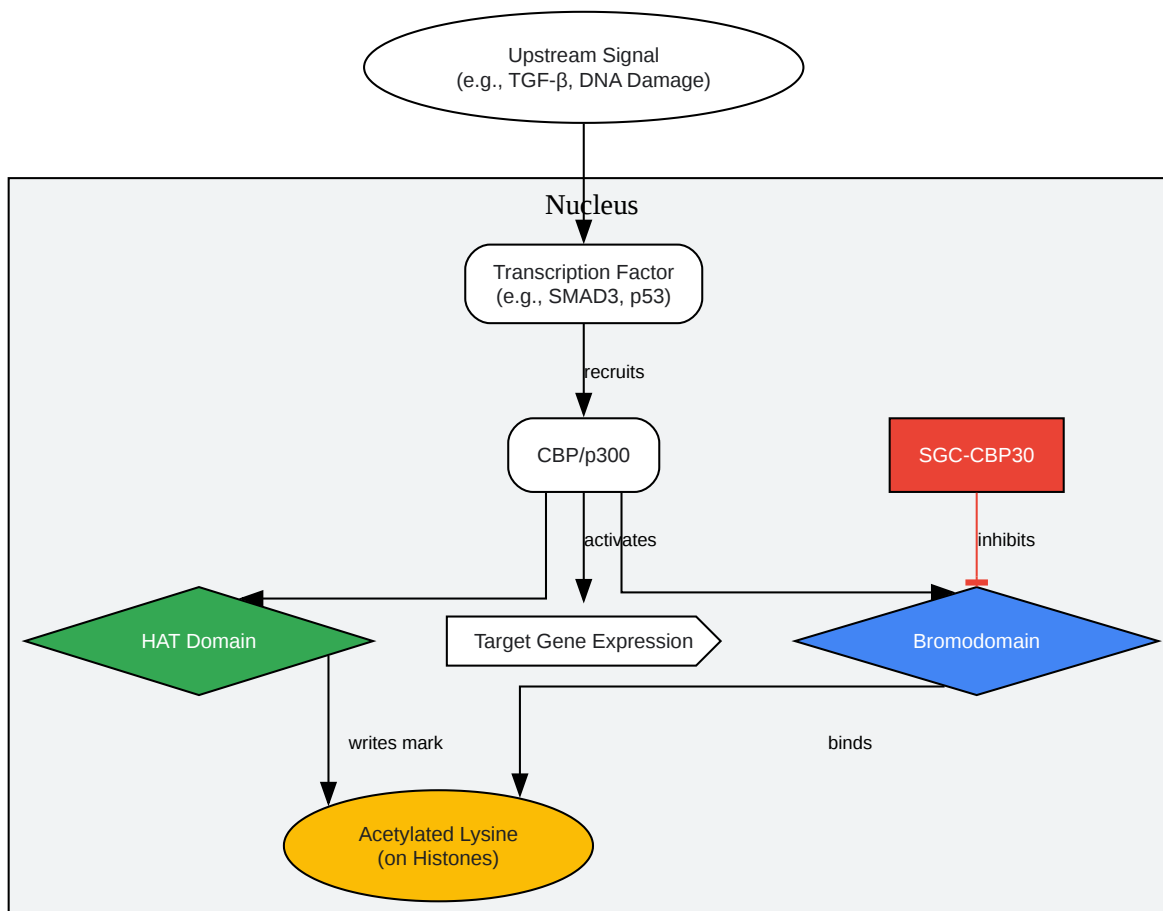 Upstream Signal
(e.g., TGF-β, DNA Damage)
Nucleus
Transcription Factor
(e.g., SMAD3, p53)
recruits
CBP/p300
SGC-CBP30
activates
inhibits
HAT Domain
Target Gene Expression
Bromodomain
writes mark
binds
Acetylated Lysine
(on Histones)